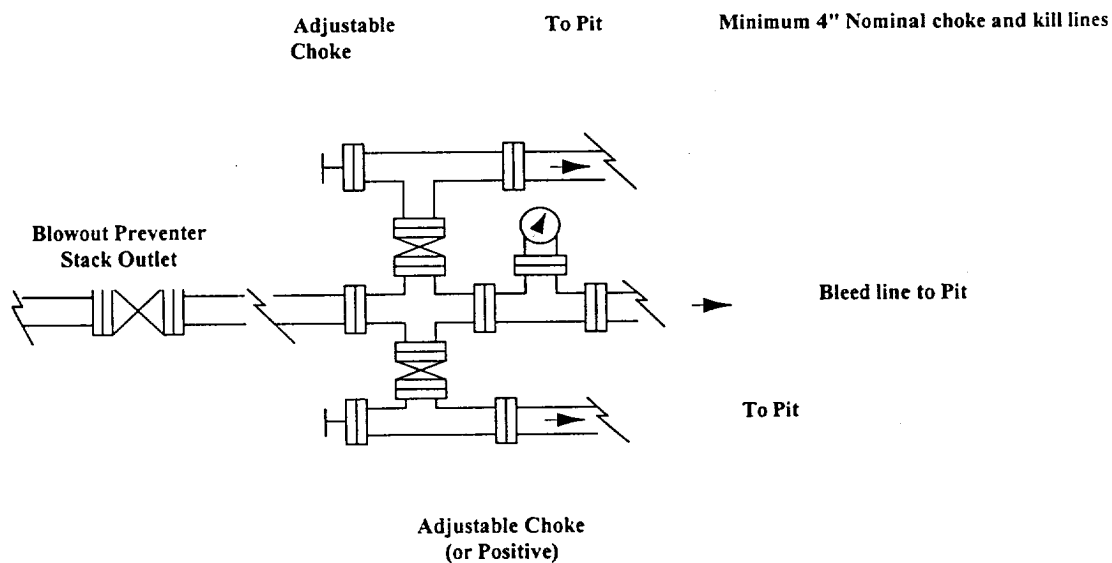 Adjustable
Choke
To Pit
Minimum 4" Nominal choke and kill lines
Blowout Preventer
Stack Outlet
Bleed line to Pit
To Pit
Adjustable Choke
(or Positive)